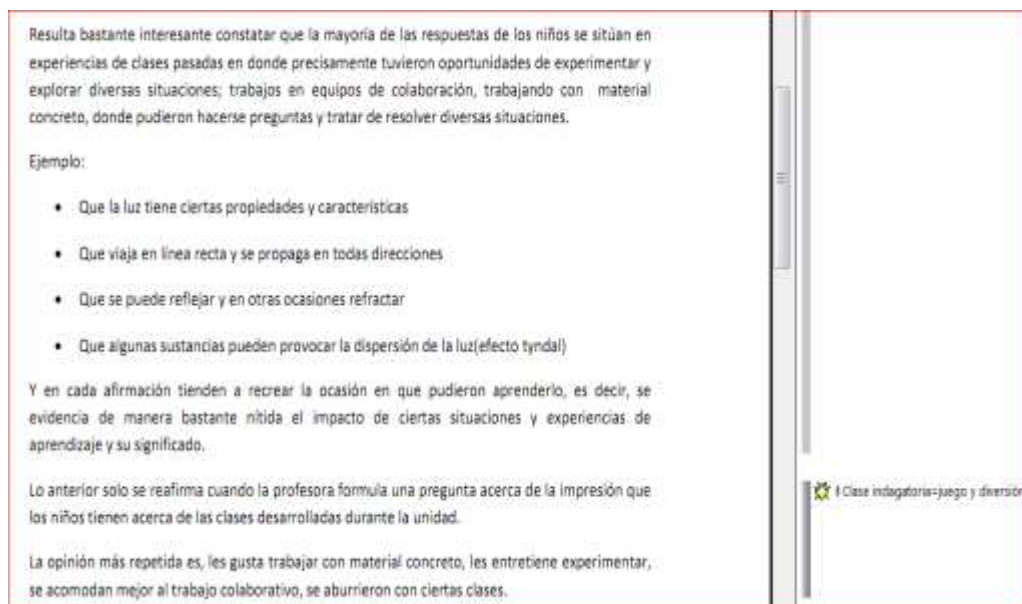 Resulta bastante interesante constatar que la mayoría de las respuestas de los niños se sitúan en
experiencias de clases pasadas en donde precisamente tuvieron oportunidades de experimentar y
explorar diversas situaciones; trabajos en equipos de colaboración, trabajando con material
concreto, donde pudieron hacerse preguntas y tratar de resolver diversas situaciones.
Ejemplo:
• Que la luz tiene ciertas propiedades y características
• Que viaja en línea recta y se propaga en todas direcciones
• Que se puede reflejar y en otras ocasiones refractar
• Que algunas sustancias pueden provocar la dispersión de la luz(efecto tyndal)
Y en cada afirmación tienden a recrear la ocasión en que pudieron aprenderlo, es decir, se
evidencia de manera bastante nítida el impacto de ciertas situaciones y experiencias de
aprendizaje y su significado.
Lo anterior solo se reafirma cuando la profesora formula una pregunta acerca de la impresión que
los niños tienen acerca de las clases desarrolladas durante la unidad.
La opinión más repetida es, les gusta trabajar con material concreto, les entretiene experimentar,
se acomodan mejor al trabajo colaborativo, se aburrieron con ciertas clases.
Clase indagatoria=juego y diversión